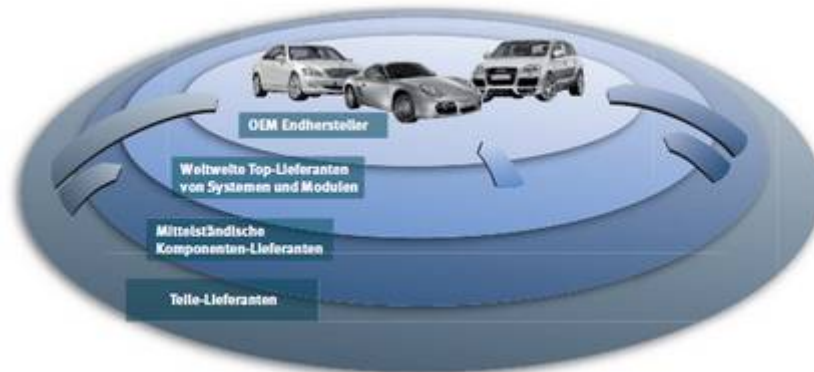 OEM Endhersteller
Weltweite Top-Lieferanten
von Systemen und Modulen
Mittelständische
Komponenten-Lieferanten
Teile-Lieferanten